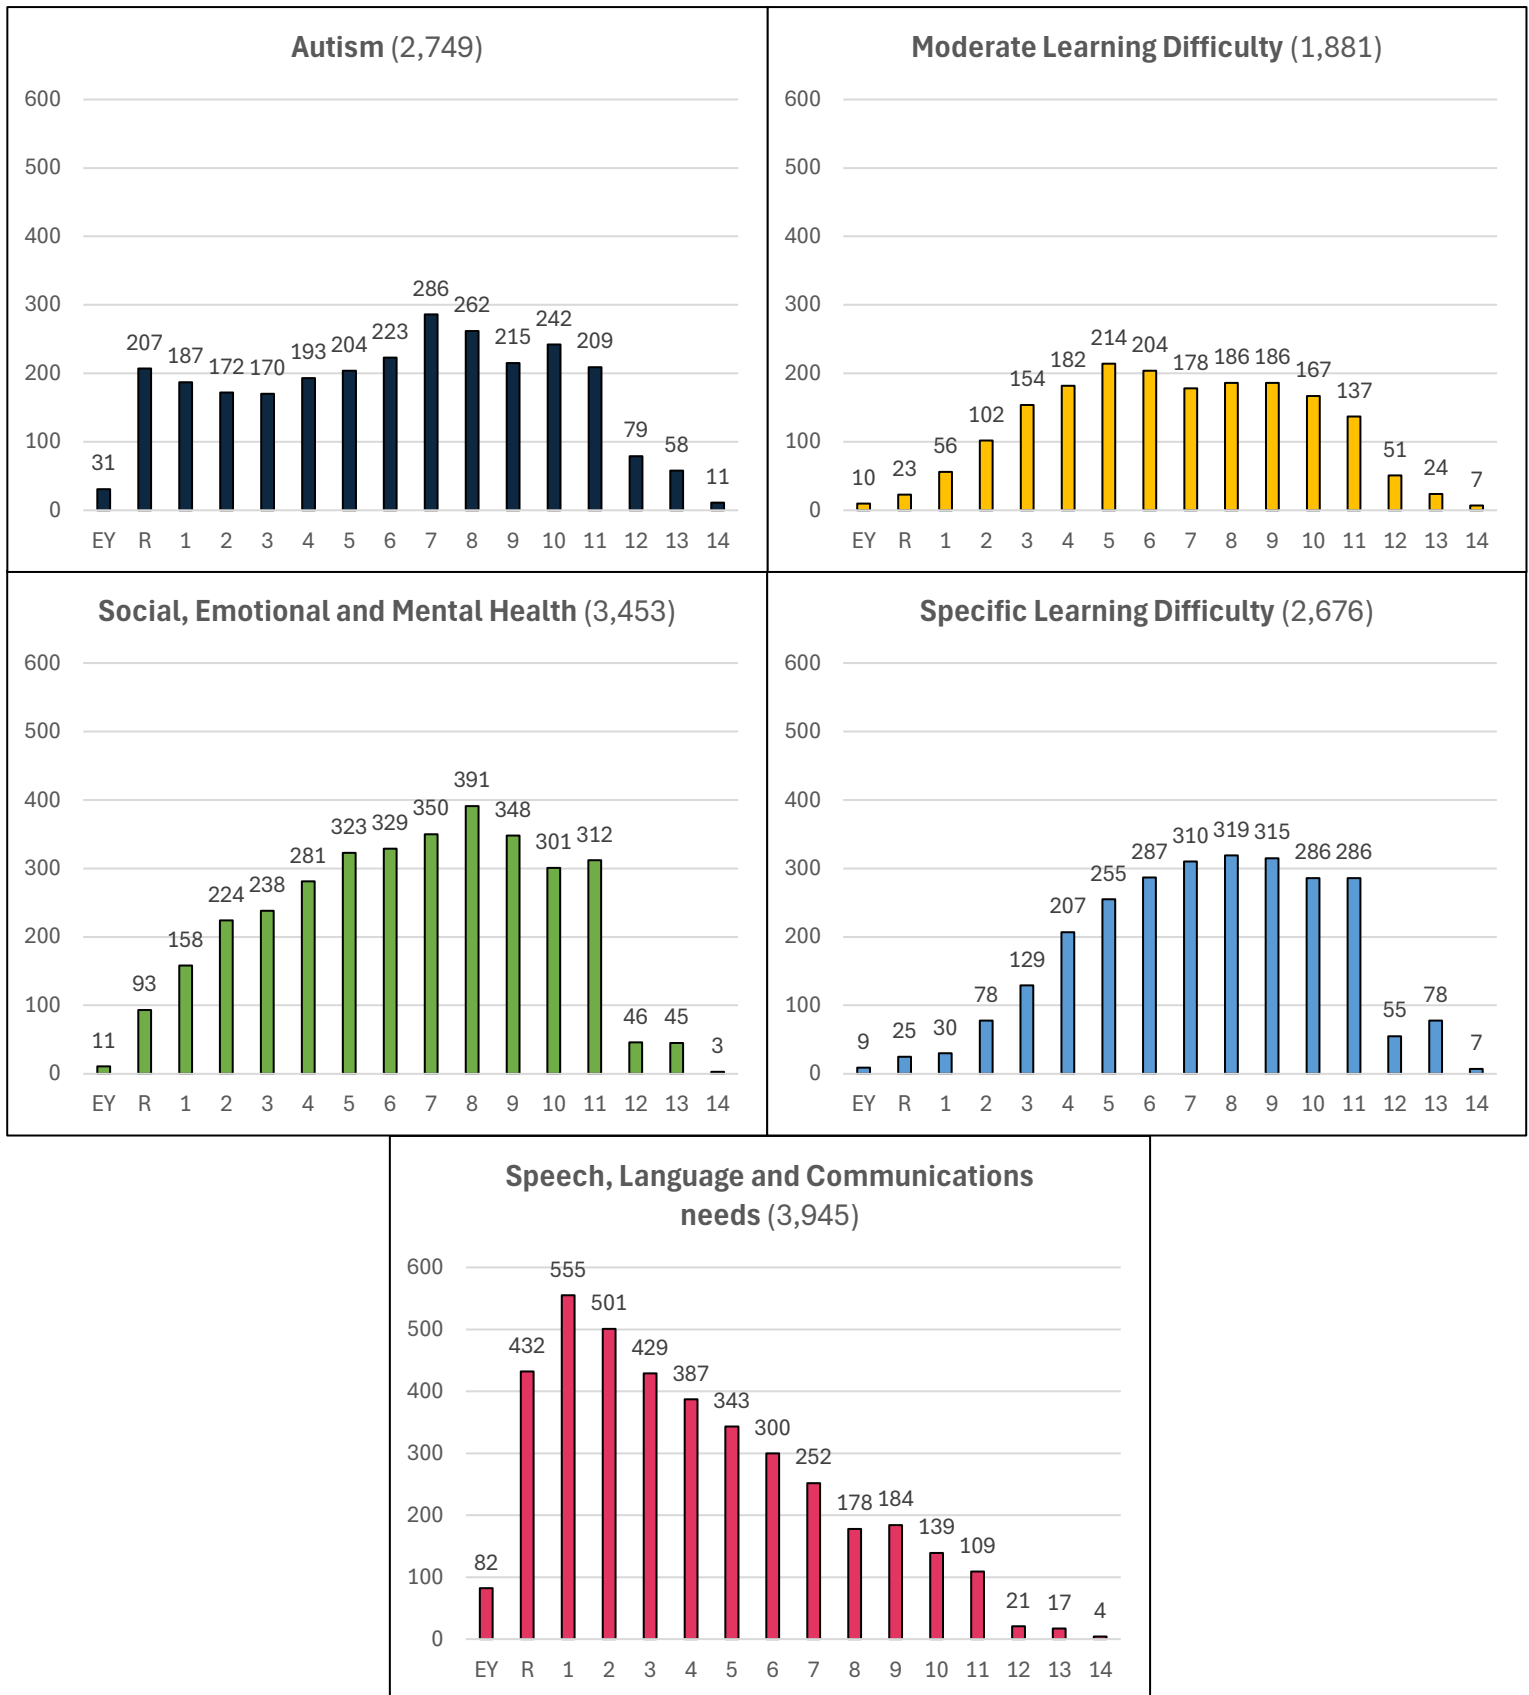 Autism (2,749)
600
500
400
300
200
100
0
31 207 187 172 170 193 204 223 286 262 215 242 209 79 58 11
EY R 1 2 3 4 5 6 7 8 9 10 11 12 13 14
Moderate Learning Difficulty (1,881)
600
500
400
300
200
100
0
10 23 56 102 154 182 214 204 178 186 186 167 137 51 24 7
EY R 1 2 3 4 5 6 7 8 9 10 11 12 13 14
Social, Emotional and Mental Health (3,453)
600
500
400
300
200
100
0
11 93 158 224 238 281 323 329 350 391 348 301 312 46 45 3
EY R 1 2 3 4 5 6 7 8 9 10 11 12 13 14
Specific Learning Difficulty (2,676)
600
500
400
300
200
100
0
9 25 30 78 129 207 255 287 310 319 315 286 286 55 78 7
EY R 1 2 3 4 5 6 7 8 9 10 11 12 13 14
Speech, Language and Communications
needs (3,945)
600
500
400
300
200
100
0
82 432 555 501 429 387 343 300 252 178 184 139 109 21 17 4
EY R 1 2 3 4 5 6 7 8 9 10 11 12 13 14